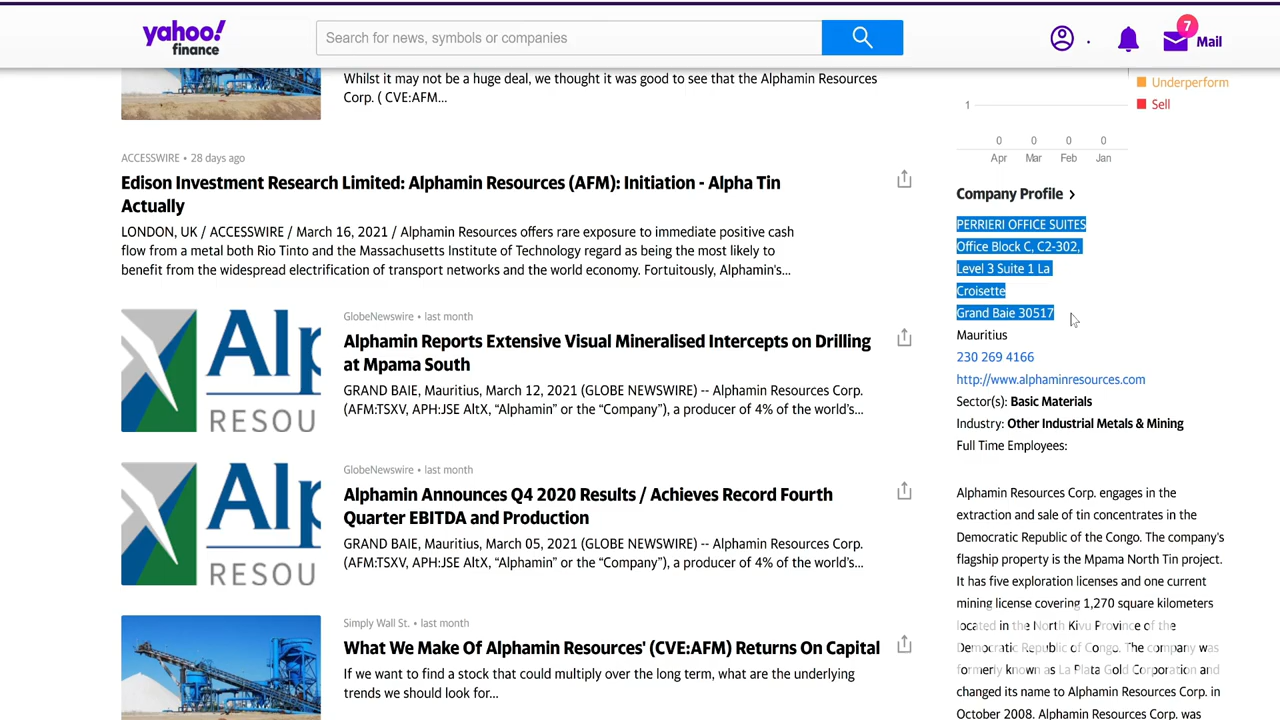 yahoo!
finance
Search for news, symbols or companies
7
Mail
Whilst it may not be a huge deal, we thought it was good to see that the Alphamin Resources
Corp. ( CVE:AFM...
ACCESSWIRE • 28 days ago
Edison Investment Research Limited: Alphamin Resources (AFM): Initiation - Alpha Tin
Actually
LONDON, UK / ACCESSWIRE / March 16, 2021 / Alphamin Resources offers rare exposure to immediate positive cash
flow from a metal both Rio Tinto and the Massachusetts Institute of Technology regard as being the most likely to
benefit from the widespread electrification of transport networks and the world economy. Fortuitously, Alphamin's...
Alp
RESOU
GlobeNewswire • last month
Alphamin Reports Extensive Visual Mineralised Intercepts on Drilling
at Mpama South
GRAND BAIE, Mauritius, March 12, 2021 (GLOBE NEWSWIRE) -- Alphamin Resources Corp.
(AFM:TSXV, APH:JSE AltX, “Alphamin” or the “Company”), a producer of 4% of the world’s...
Alp
RESOU
GlobeNewswire • last month
Alphamin Announces Q4 2020 Results / Achieves Record Fourth
Quarter EBITDA and Production
GRAND BAIE, Mauritius, March 05, 2021 (GLOBE NEWSWIRE) -- Alphamin Resources Corp.
(AFM:TSXV, APH:JSE AltX, “Alphamin” or the “Company”), a producer of 4% of the world’s...
Simply Wall St. • last month
What We Make Of Alphamin Resources' (CVE:AFM) Returns On Capital
If we want to find a stock that could multiply over the long term, what are the underlying
trends we should look for...
Underperform
1
Sell
0 0 0 0
Apr Mar Feb Jan
Company Profile
PERRIERI OFFICE SUITES
Office Block C, C2-302,
Level 3 Suite 1 La
Croisette
Grand Baie 30517
Mauritius
230 269 4166
http://www.alphaminresources.com
Sector(s): Basic Materials
Industry: Other Industrial Metals & Mining
Full Time Employees:
Alphamin Resources Corp. engages in the
extraction and sale of tin concentrates in the
Democratic Republic of the Congo. The company's
flagship property is the Mpama North Tin project.
It has five exploration licenses and one current
mining license covering 1,270 square kilometers
located in the North Kivu Province of the
Democratic Republic of Congo. The company was
formerly known as La Plata Gold Corporation and
changed its name to Alphamin Resources Corp. in
October 2008. Alphamin Resources Corp. was